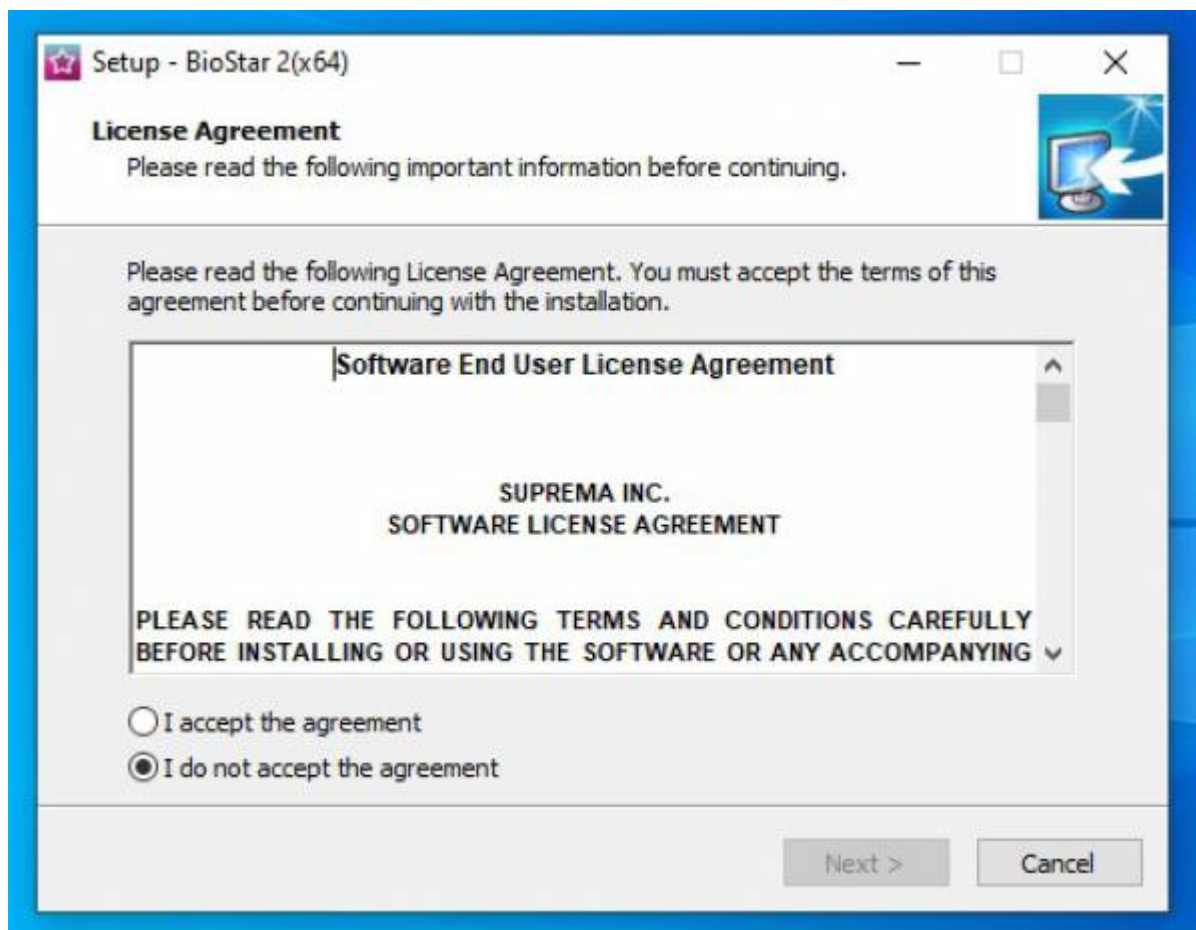 Setup - BioStar 2(x64)
License Agreement
Please read the following important information before continuing.
Please read the following License Agreement. You must accept the terms of this
agreement before continuing with the installation.
Software End User License Agreement
SUPREMA INC.
SOFTWARE LICENSE AGREEMENT
PLEASE READ THE FOLLOWING TERMS AND CONDITIONS CAREFULLY
BEFORE INSTALLING OR USING THE SOFTWARE OR ANY ACCOMPANYING
I accept the agreement
I do not accept the agreement
Next >
Cancel